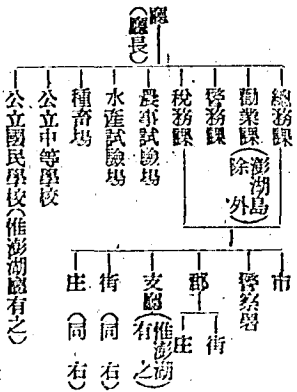 廳
(廳長)
總務課
勸業課(澎湖島除外)
警務課
稅務課
農事試驗場
水產試驗場
種畜場
公立中等學校
公立國民學校(惟澎湖廳有之)
市
警察署
郡
街
庄
支廳(惟澎湖有之)
街(同右)
庄(同右)